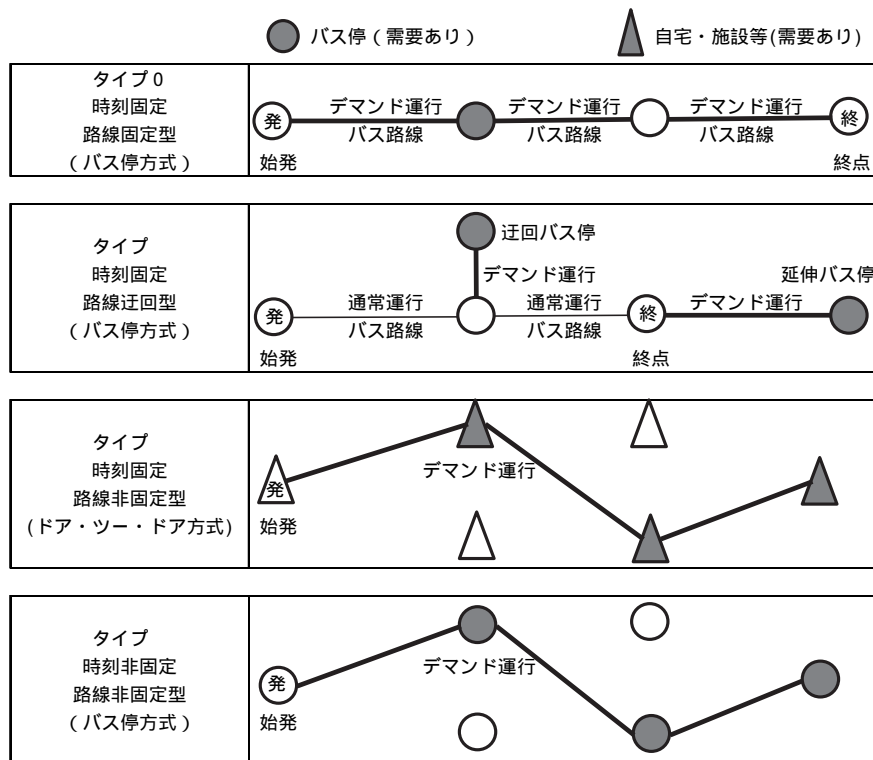 バス停（需要あり）　自宅・施設等(需要あり)
タイプ0
時刻固定
路線固定型
（バス停方式）
発
始発
デマンド運行
バス路線
デマンド運行
バス路線
デマンド運行
バス路線
終
終点
タイプ
時刻固定
路線迂回型
（バス停方式）
迂回バス停
デマンド運行
延伸バス停
発
始発
通常運行
バス路線
通常運行
バス路線
終
終点
デマンド運行
タイプ
時刻固定
路線非固定型
(ドア・ツー・ドア方式)
発
始発
デマンド運行
タイプ
時刻非固定
路線非固定型
（バス停方式）
発
始発
デマンド運行